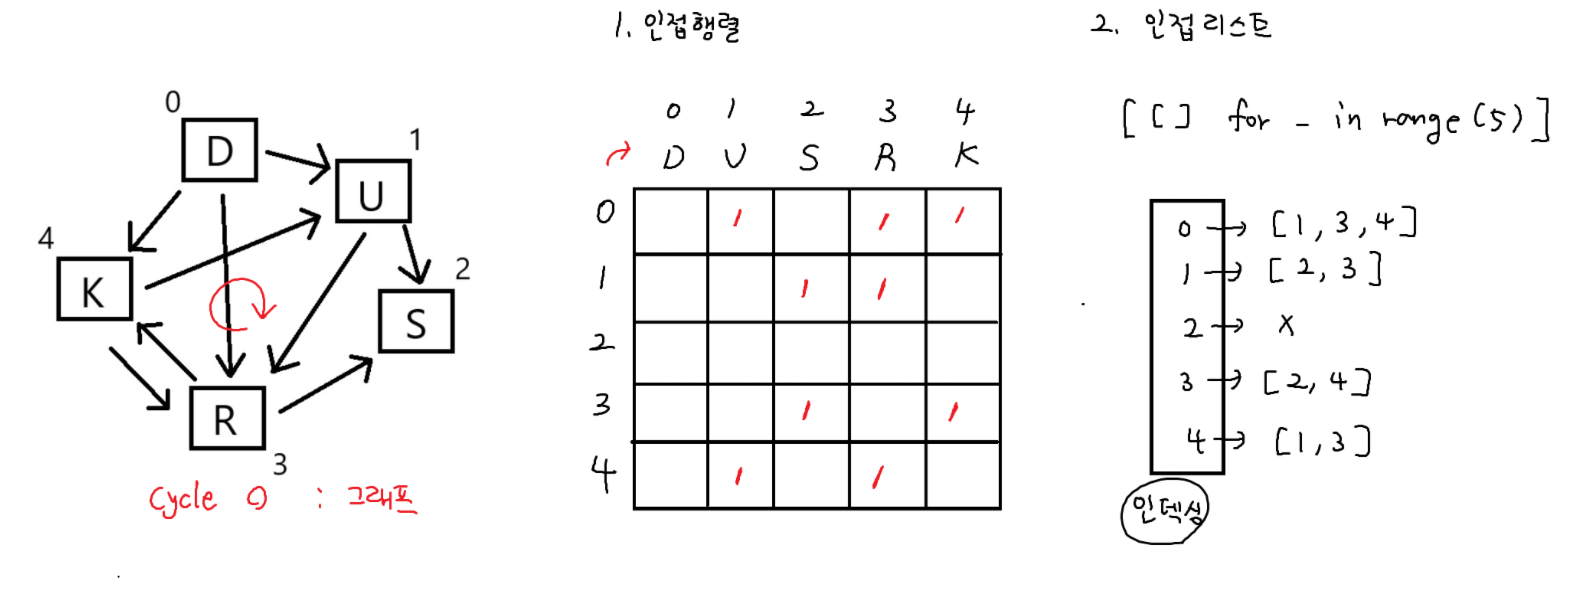 0
D
1
U
4
K
2
S
R
3
Cycle O : 그래프
1. 인접행렬
0 1 2 3 4
D U S R K
0 1 1 1
1 1 1
2
3 1 1
4 1 1
2. 인접리스트
[ [ ] for _ in range (5) ]
0 → [1, 3, 4]
1 → [2, 3]
2 → X
3 → [2, 4]
4 → [1, 3]
인덱싱